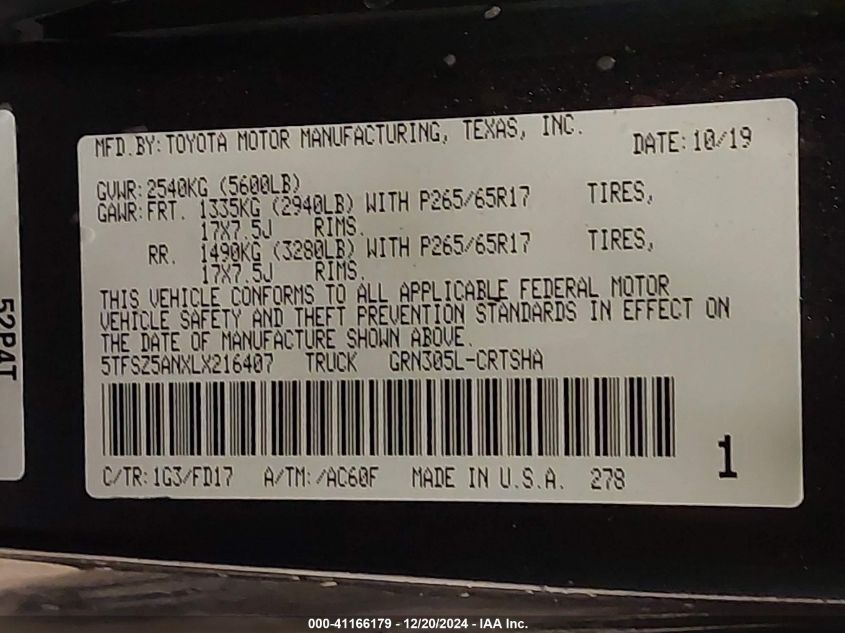 MFD.BY:TOYOTA MOTOR MANUFACTURING, TEXAS, INC.
DATE:10/19
GVWR:2540KG (5600LB)
GAWR:FRT. 1335KG (2940LB) WITH P265/65R17 TIRES,
17X7.5J RIMS.
RR. 1490KG (3280LB) WITH P265/65R17 TIRES,
17X7.5J RIMS.
THIS VEHICLE CONFORMS TO ALL APPLICABLE FEDERAL MOTOR
VEHICLE SAFETY AND THEFT PREVENTION STANDARDS IN EFFECT ON
THE DATE OF MANUFACTURE SHOWN ABOVE.
5TFSZ5ANXLX216407 TRUCK GRN305L-CRTSHA
C/TR:1G3/FD17 A/TM:/AC60F MADE IN U.S.A. 278
1
52P4T
000-41166179 - 12/20/2024 - IAA Inc.